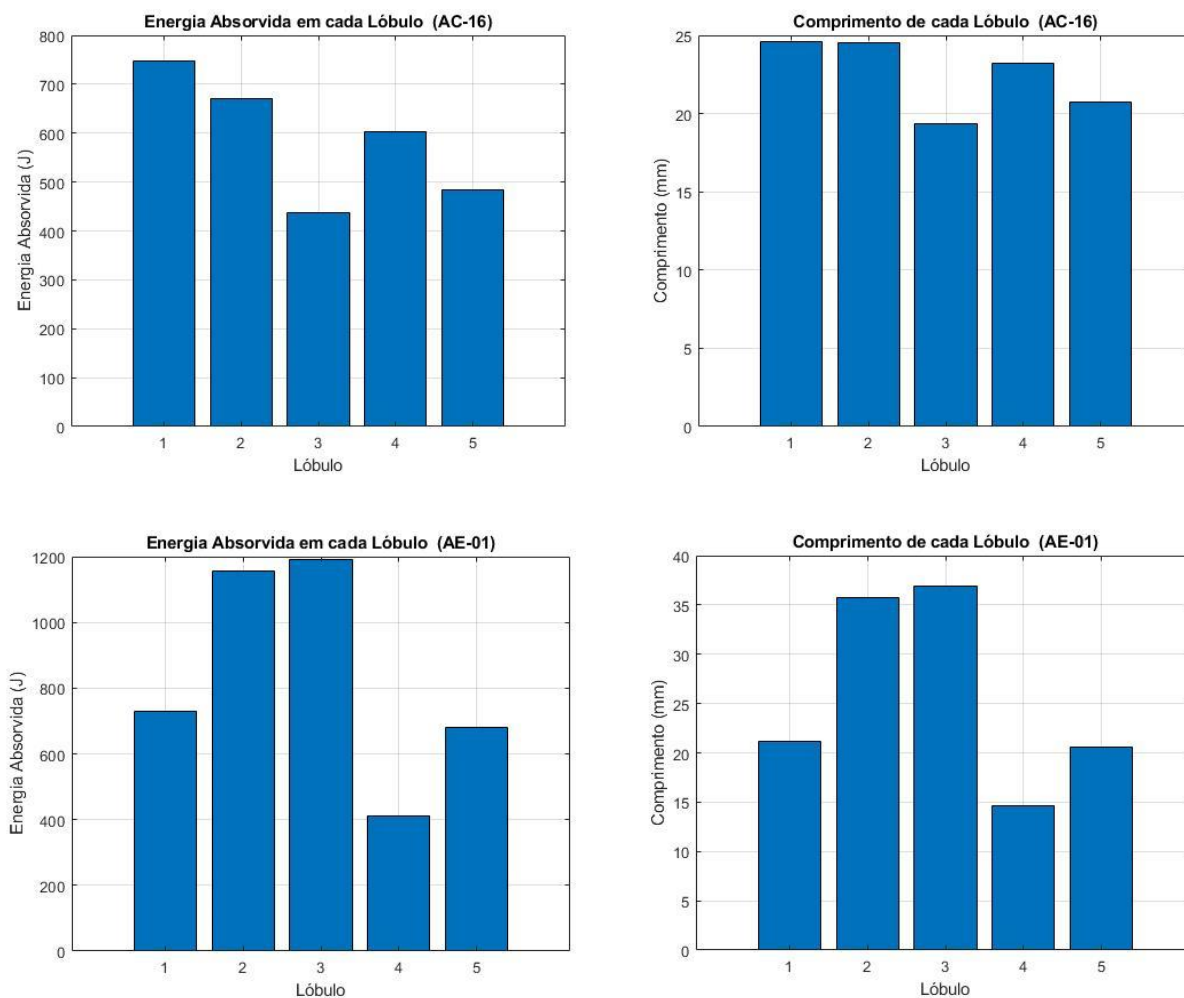 Energia Absorvida em cada Lóbulo (AC-16)
800
700
600
500
400
300
200
100
0
Energia Absorvida (J)
1 2 3 4 5
Lóbulo
Comprimento de cada Lóbulo (AC-16)
25
20
15
10
5
0
Comprimento (mm)
1 2 3 4 5
Lóbulo
Energia Absorvida em cada Lóbulo (AE-01)
1200
1000
800
600
400
200
0
Energia Absorvida (J)
1 2 3 4 5
Lóbulo
Comprimento de cada Lóbulo (AE-01)
40
35
30
25
20
15
10
5
0
Comprimento (mm)
1 2 3 4 5
Lóbulo